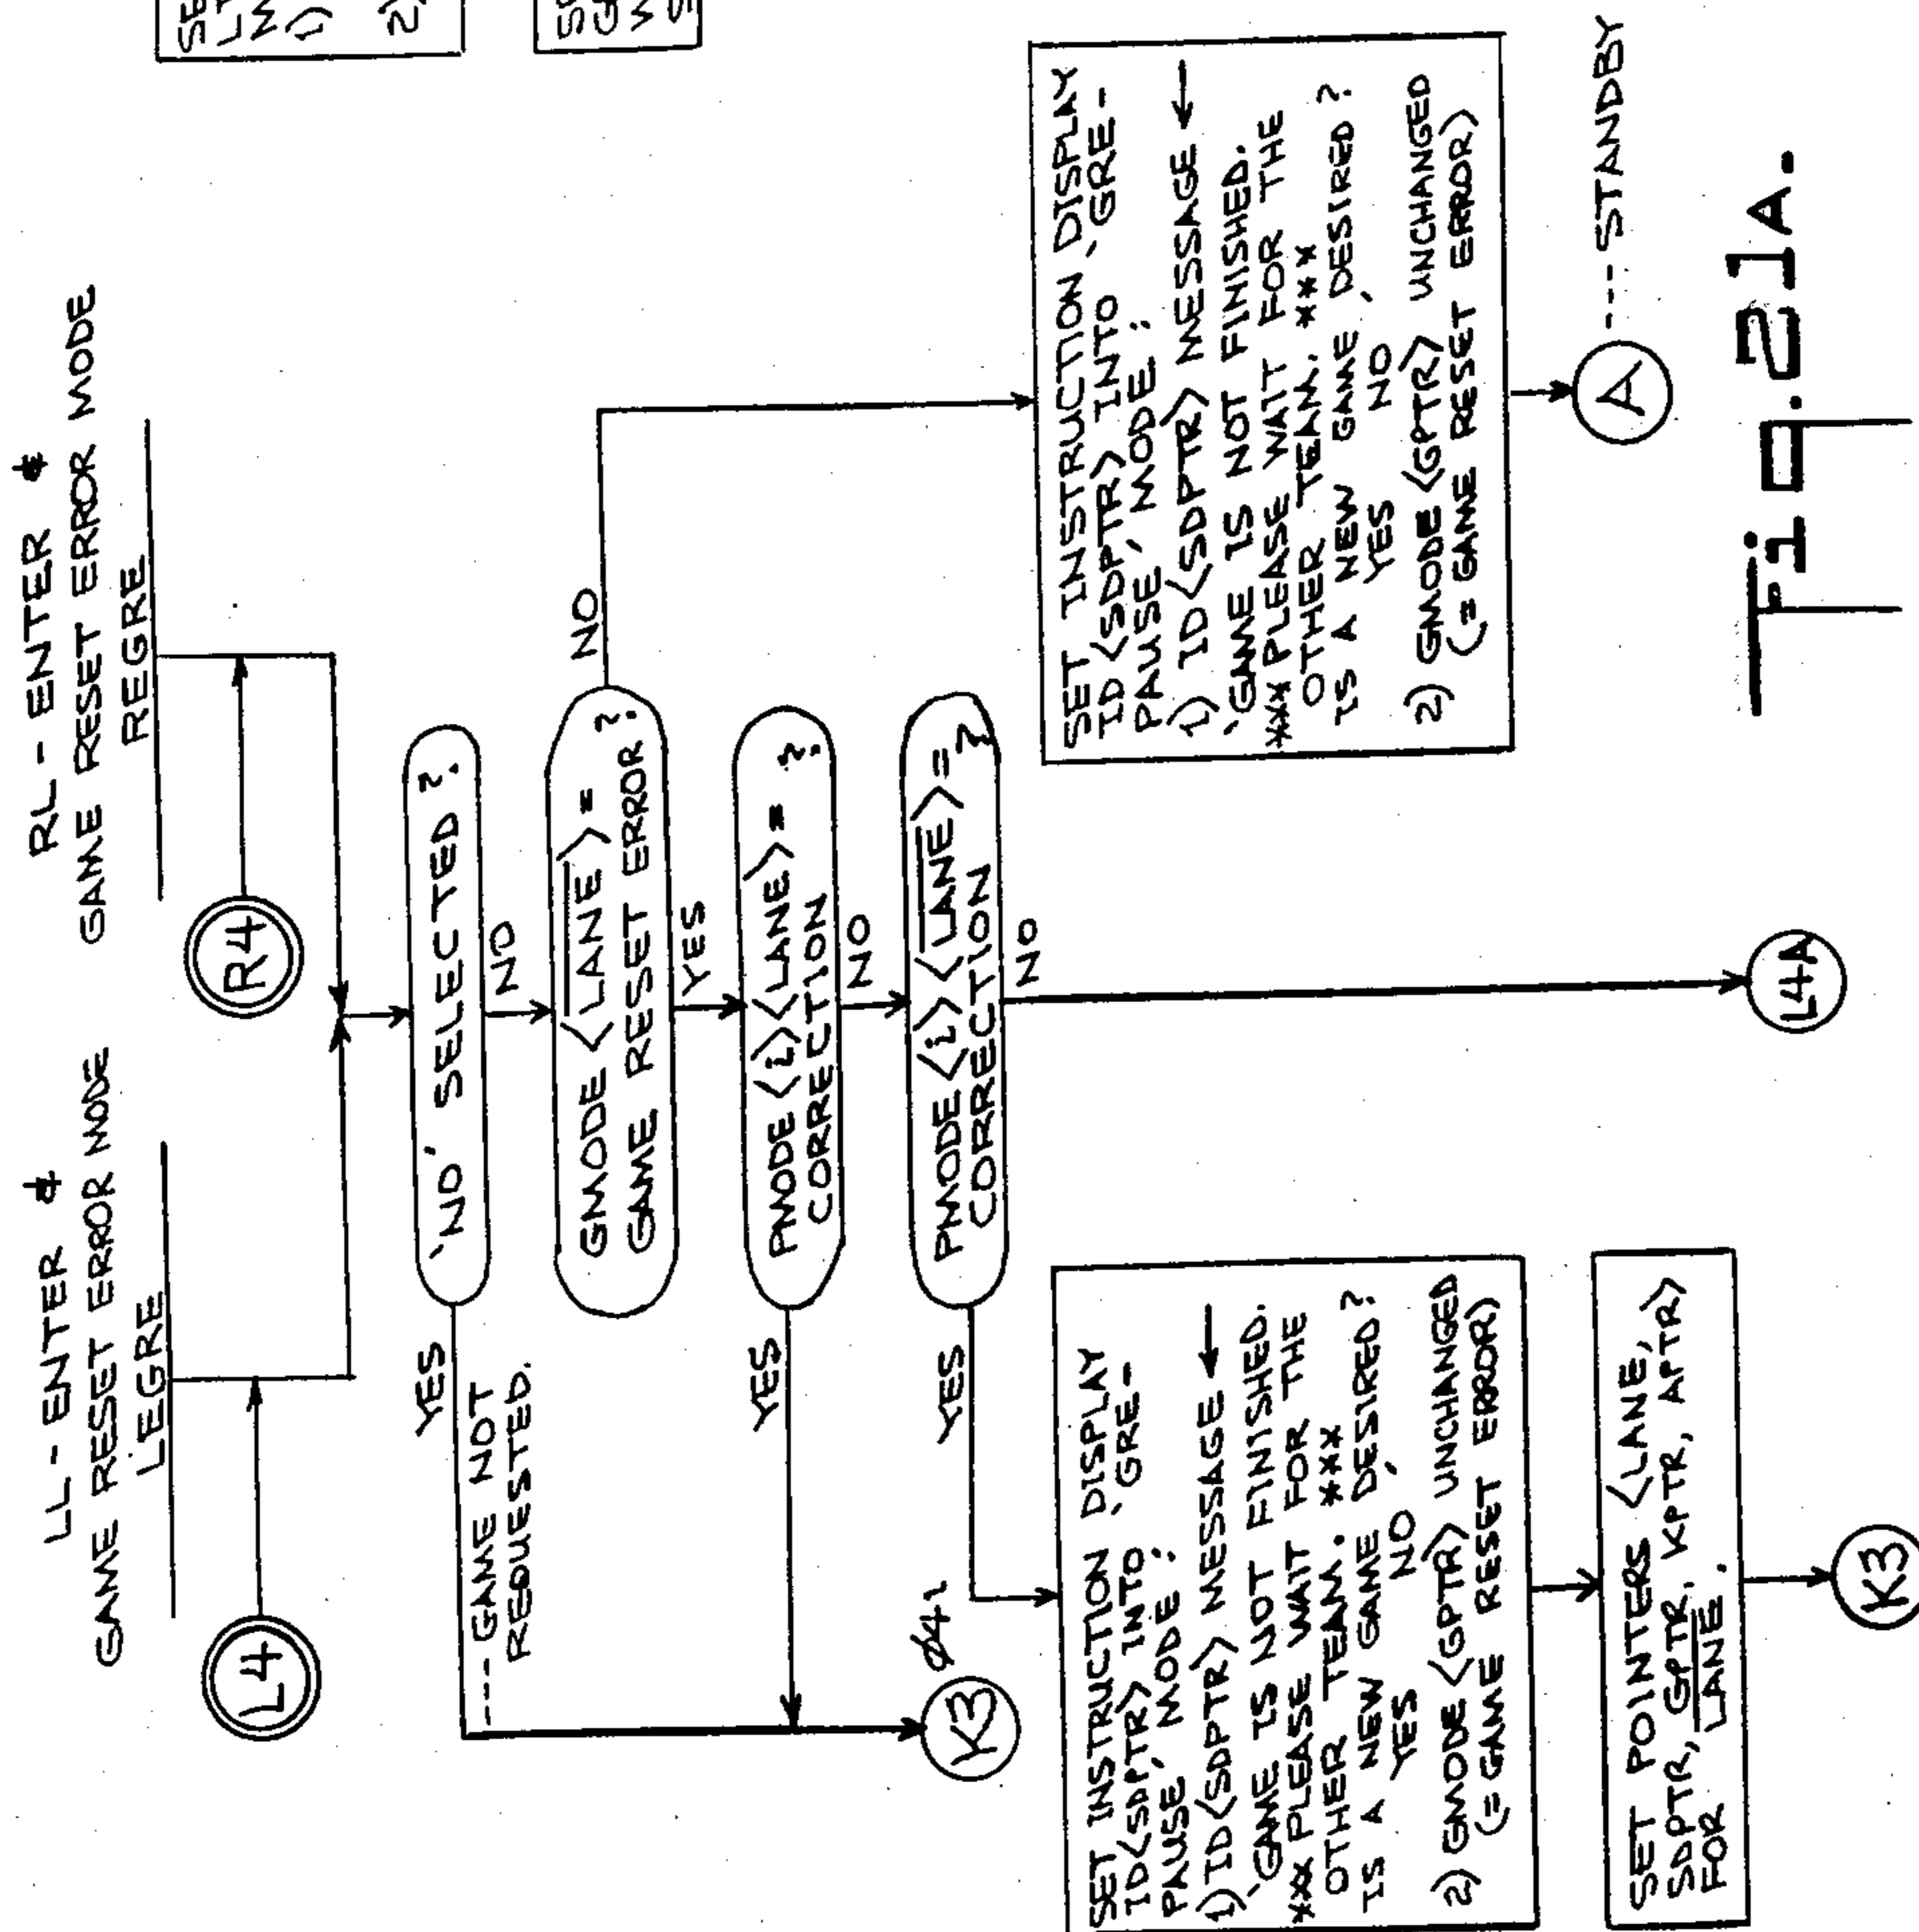 LL - ENTER &
GAME RESET ERROR MODE
LEGRE
L4
RL - ENTER &
GAME RESET ERROR MODE
REGRE
R4
`NO' SELECTED ?
YES
NO
---- GAME NOT
REQUESTED.
GMODE <LANE> = ?
GAME RESET ERROR
NO
YES
PMODE <i><LANE> = ?
CORRECTION
YES
NO
PMODE <i><LANE> = ?
CORRECTION
YES
NO
K3
SET INSTRUCTION DISPLAY
ID<SDPTR> INTO `GRE-
PAUSE' MODE :
1) ID<SDPTR> MESSAGE ←
`GAME IS NOT FINISHED.
*** PLEASE WAIT FOR THE
OTHER TEAM. ***
IS A NEW GAME DESIRED ?
YES NO '
2) GMODE <GPTR> UNCHANGED
(= GAME RESET ERROR)
SET POINTERS <LANE,
SDPTR, GPTR, KPTR, APTR>
FOR LANE .
K3
L4A
SET INSTRUCTION DISPLAY
ID<SDPTR> INTO `GRE-
PAUSE' MODE :
1) ID<SDPTR> MESSAGE ←
`GAME IS NOT FINISHED.
*** PLEASE WAIT FOR THE
OTHER TEAM. ***
IS A NEW GAME DESIRED ?
YES NO '
2) GMODE <GPTR> UNCHANGED
(= GAME RESET ERROR)
A ---- STANDBY
Fig. 21A.